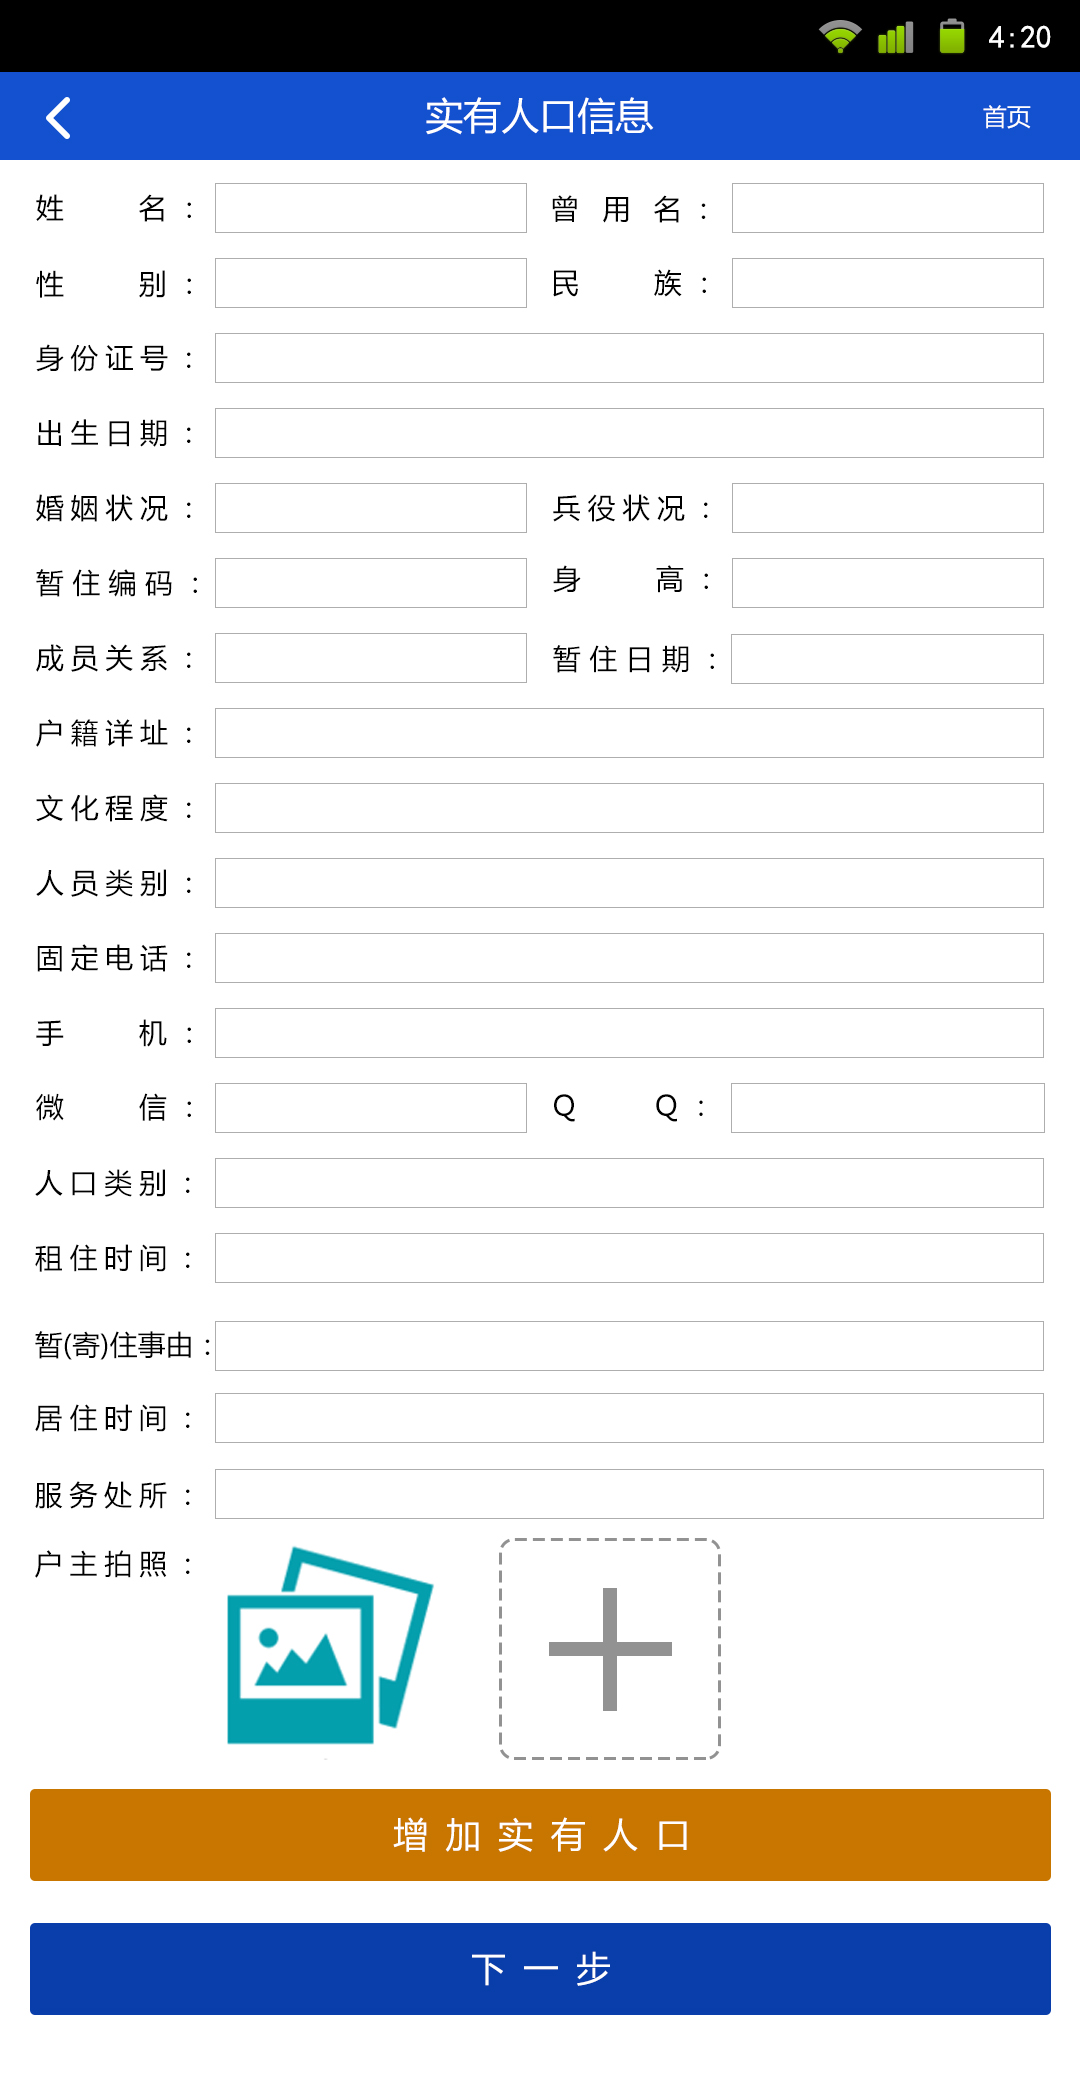 4:20
实有人口信息 首页
姓 名： 曾 用 名：
性 别： 民 族：
身份证号：
出生日期：
婚姻状况： 兵役状况：
暂住编码： 身 高：
成员关系： 暂住日期：
户籍详址：
文化程度：
人员类别：
固定电话：
手 机：
微 信： Q Q：
人口类别：
租住时间：
暂(寄)住事由：
居住时间：
服务处所：
户主拍照：
增加实有人口
下一步